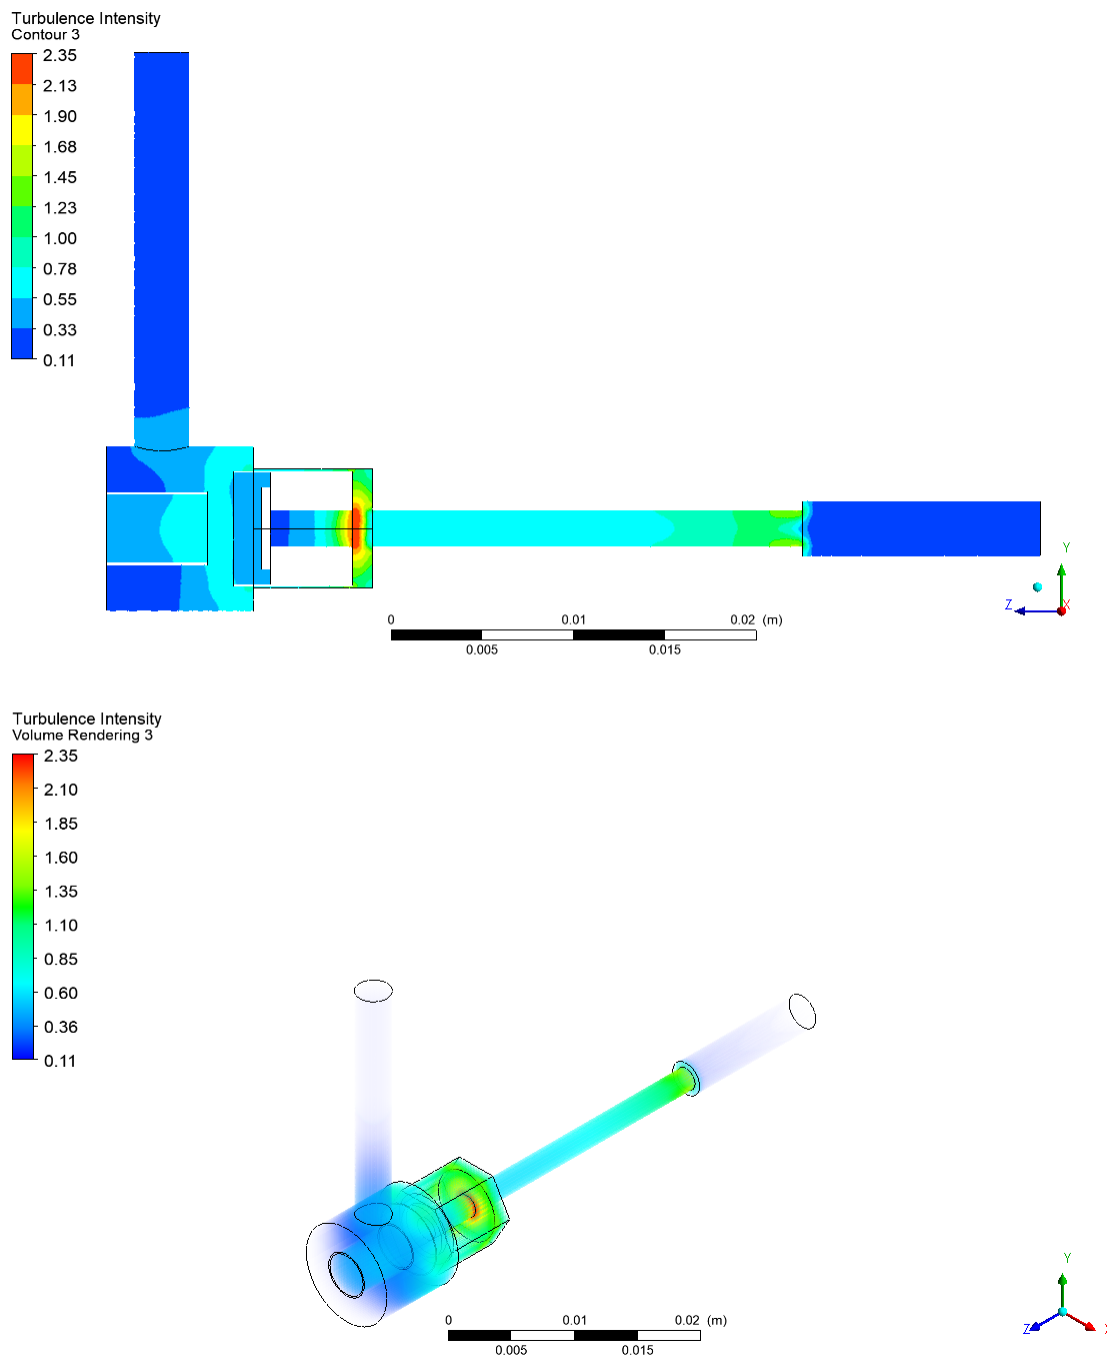 Turbulence Intensity
Contour 3
2.35
2.13
1.90
1.68
1.45
1.23
1.00
0.78
0.55
0.33
0.11
Y
Z
X
0 0.01 0.02 (m)
0.005 0.015
Turbulence Intensity
Volume Rendering 3
2.35
2.10
1.85
1.60
1.35
1.10
0.85
0.60
0.36
0.11
Y
Z
X
0 0.01 0.02 (m)
0.005 0.015